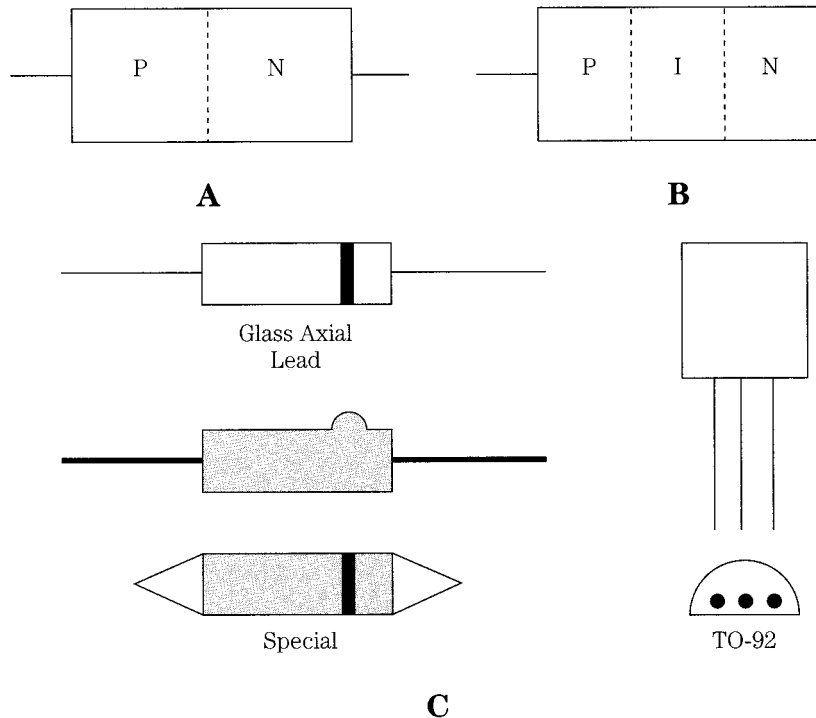 P N
P I N
A
B
Glass Axial
Lead
Special
TO-92
C